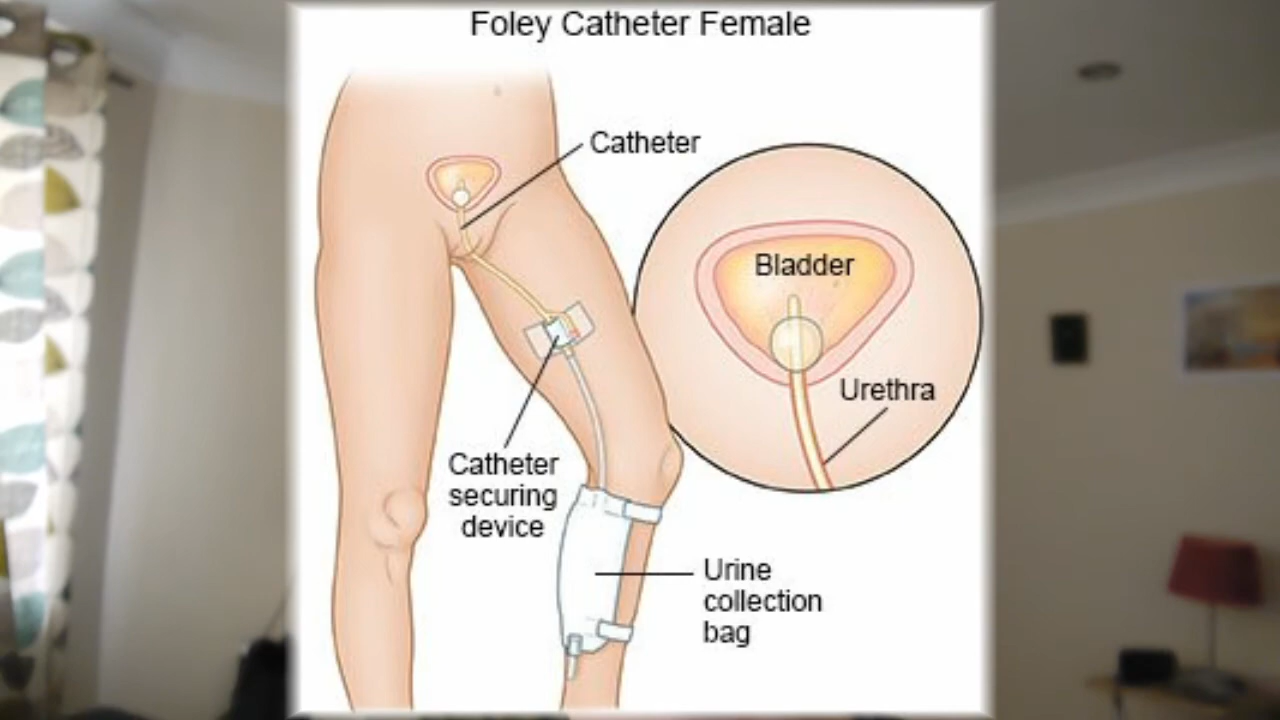 Foley Catheter Female
Catheter
Bladder
Urethra
Catheter
securing
device
Urine
collection
bag